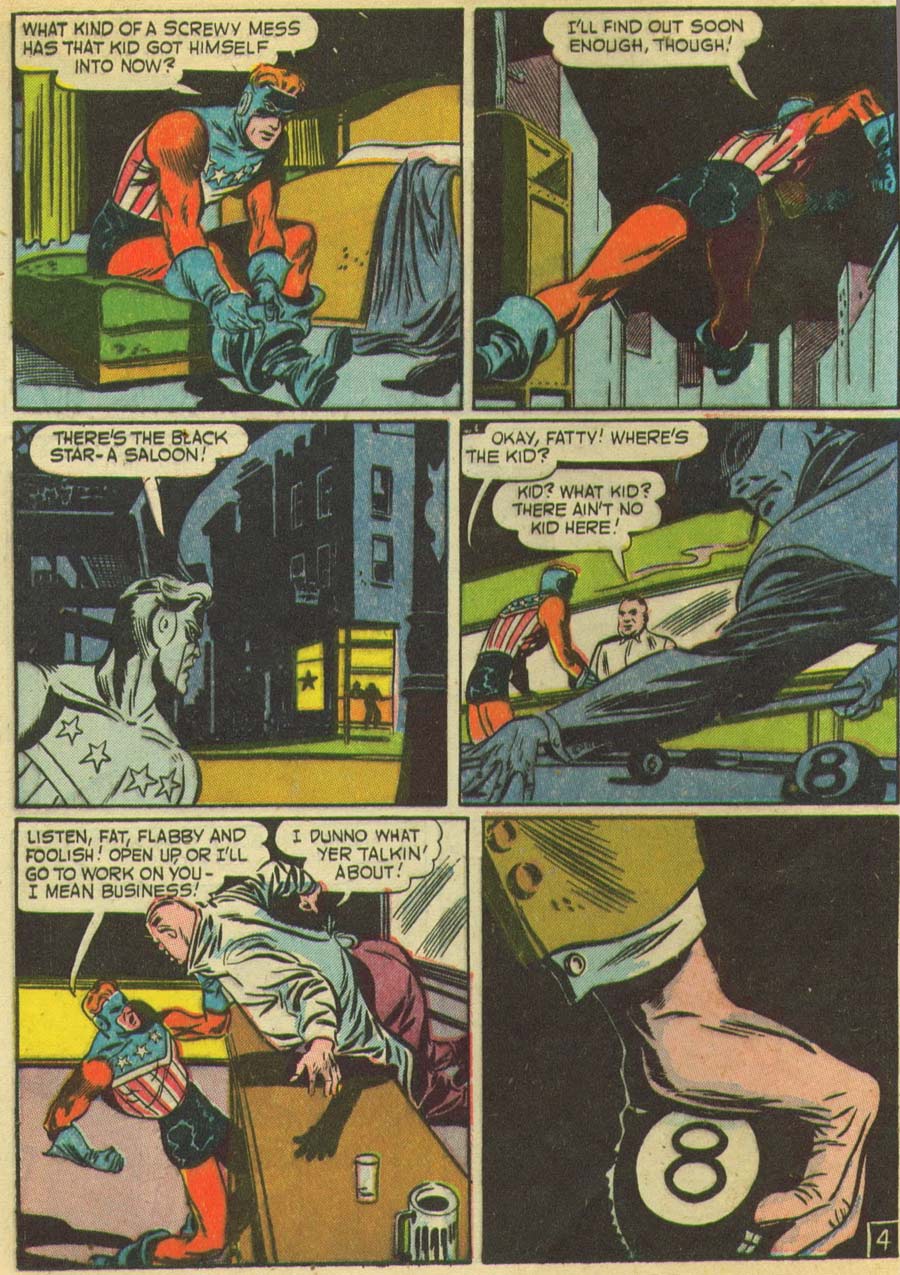 WHAT KIND OF A SCREWY MESS
HAS THAT KID GOT HIMSELF
INTO NOW?
I'LL FIND OUT SOON
ENOUGH, THOUGH!
THERE'S THE BLACK
STAR-A SALOON!
OKAY, FATTY! WHERE'S
THE KID?
KID? WHAT KID?
THERE AIN'T NO
KID HERE!
8
LISTEN, FAT, FLABBY AND
FOOLISH! OPEN UP, OR I'LL
GO TO WORK ON YOU-
I MEAN BUSINESS!
I DUNNO WHAT
YER TALKIN'
ABOUT!
8
4